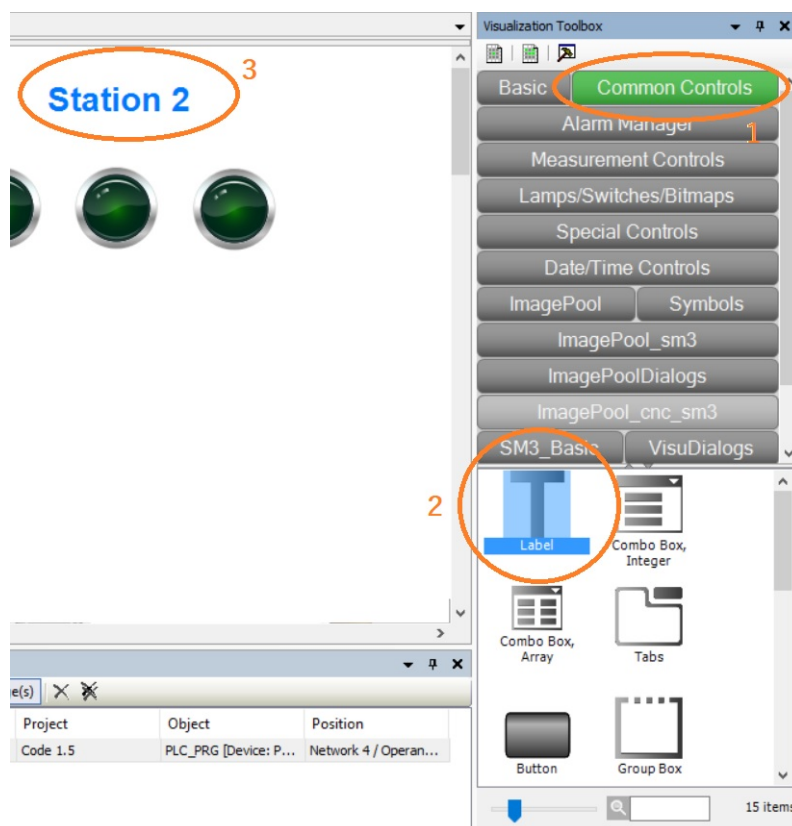 Visualization Toolbox
3
Station 2
Basic
Common Controls
1
Alarm Manager
Measurement Controls
Lamps/Switches/Bitmaps
Special Controls
Date/Time Controls
ImagePool
Symbols
ImagePool_sm3
ImagePoolDialogs
ImagePool_cnc_sm3
SM3_Basic
VisuDialogs
2
Label
Combo Box,
Integer
Combo Box,
Array
Tabs
Button
Group Box
15 items
e(s)
Project
Object
Position
Code 1.5
PLC_PRG [Device: P...
Network 4 / Operan...